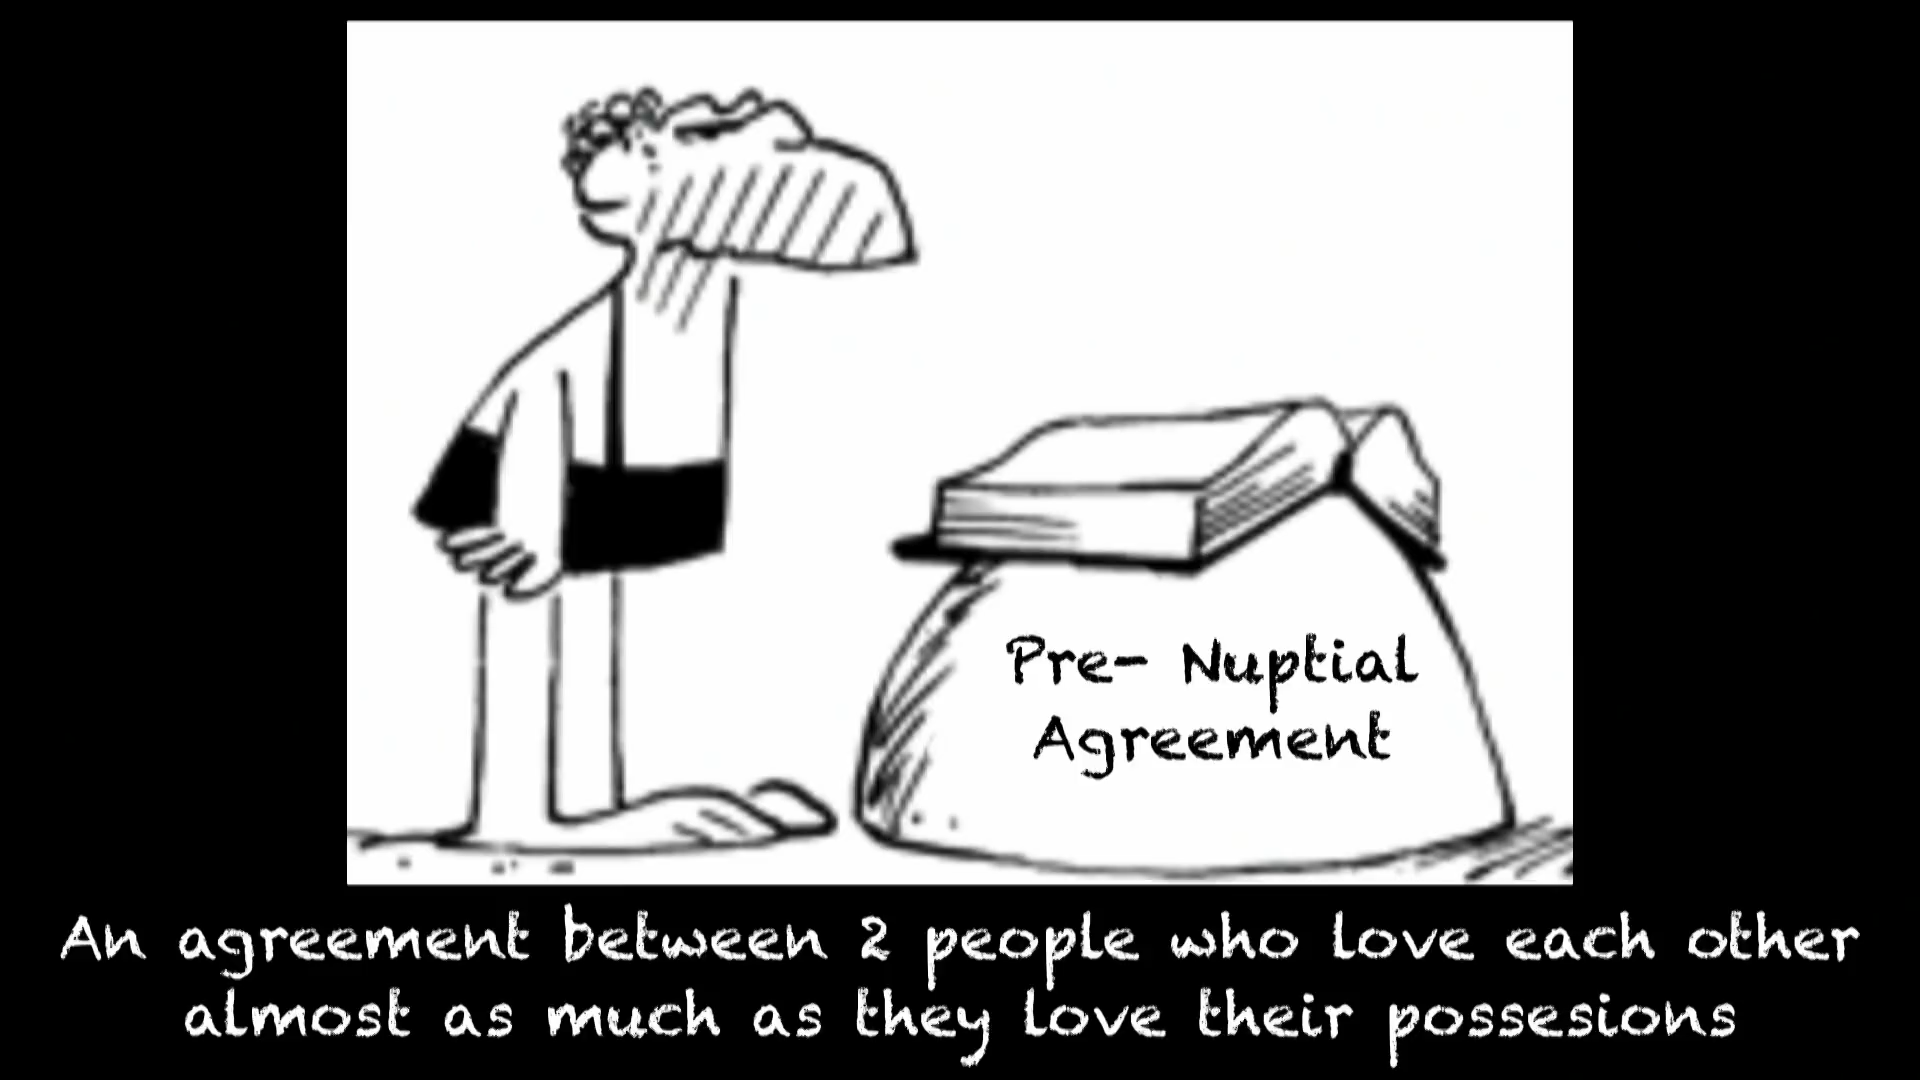 Pre- Nuptial
Agreement
An agreement between 2 people who love each other
almost as much as they love their possesions